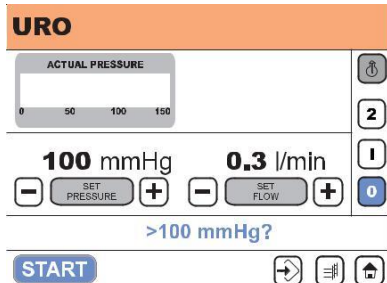 URO
ACTUAL PRESSURE
0 50 100 150
2
I
0
100 mmHg 0.3 l/min
− SET PRESSURE + − SET FLOW +
>100 mmHg?
START